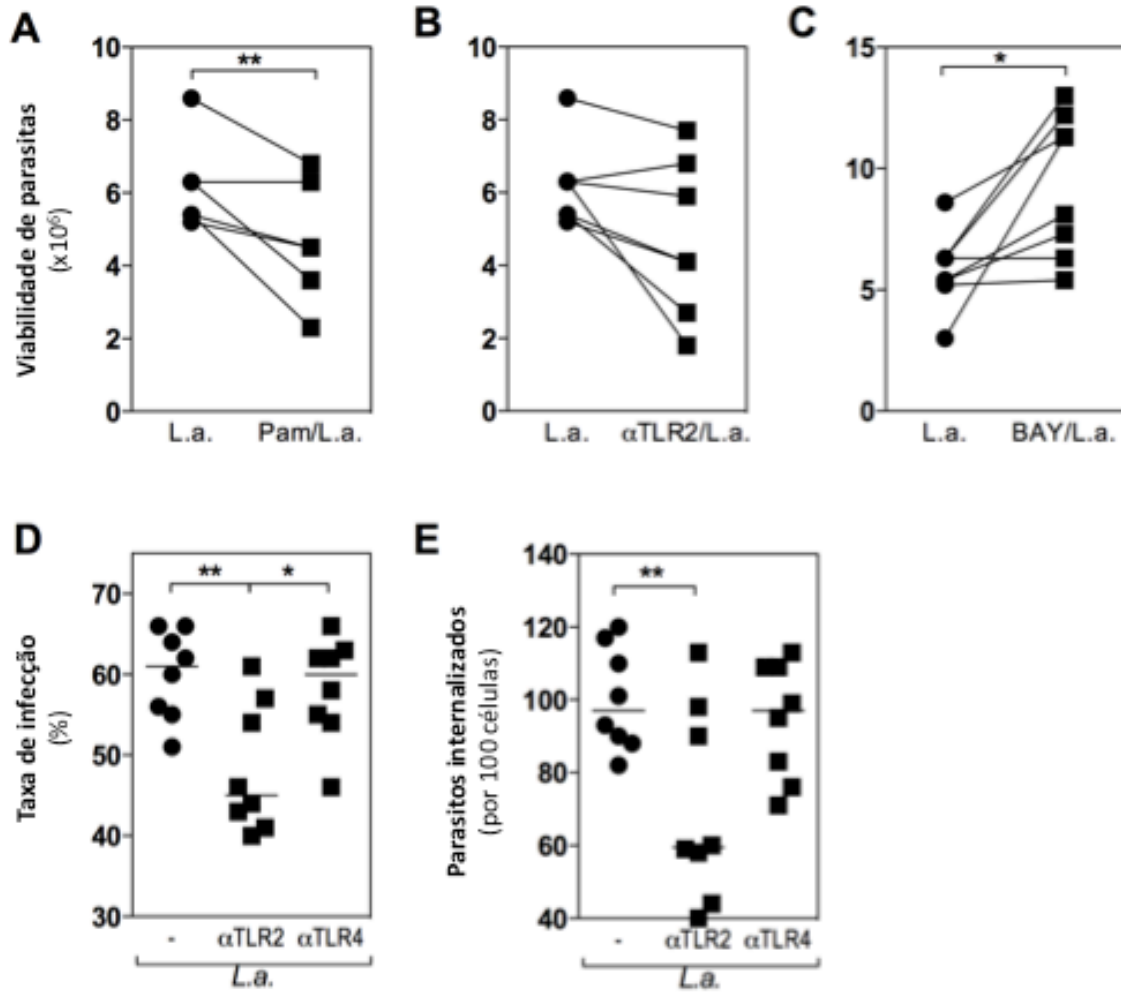 A
Viabilidade de parasitas
(x10⁶)
10
8
6
4
2
0
**
L.a.
Pam/L.a.
B
10
8
6
4
2
0
L.a.
αTLR2/L.a.
C
15
10
5
0
*
L.a.
BAY/L.a.
D
Taxa de infecção
(%)
70
60
50
40
30
**
*
-
αTLR2
αTLR4
L.a.
E
Parasitos internalizados
(por 100 células)
140
120
100
80
60
40
**
-
αTLR2
αTLR4
L.a.